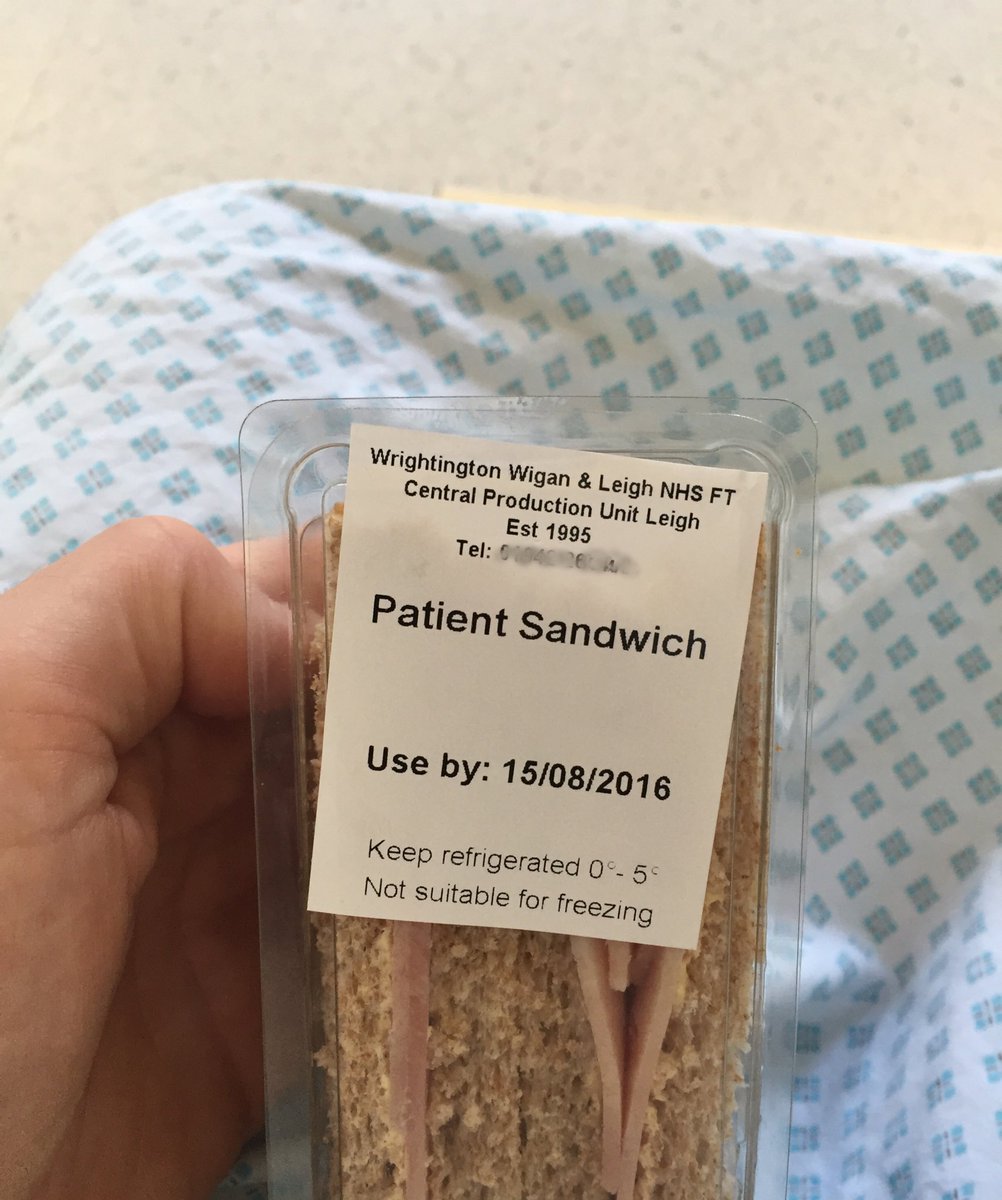 Wrightington Wigan & Leigh NHS FT
Central Production Unit Leigh
Est 1995
Tel:
Patient Sandwich
Use by: 15/08/2016
Keep refrigerated 0°- 5°
Not suitable for freezing